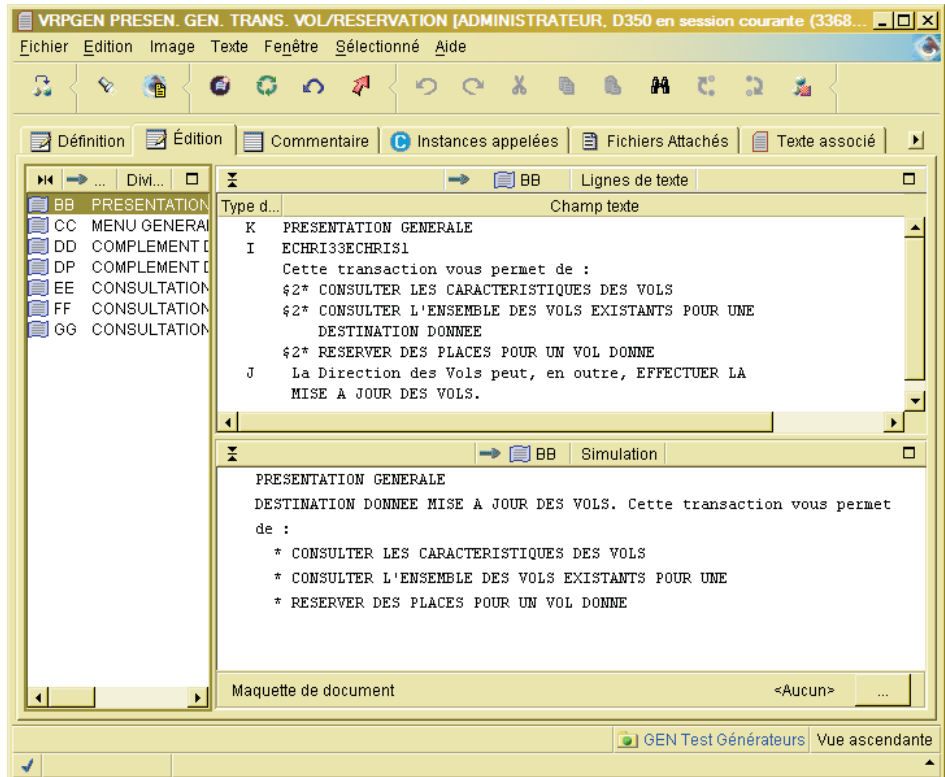 VRPGEN PRESEN. GEN. TRANS. VOL/RESERVATION [ADMINISTRATEUR, D350 en session courante (3368...
Fichier Edition Image Texte Fenêtre Sélectionné Aide
Définition Édition Commentaire Instances appelées Fichiers Attachés Texte associé
... Divi...
BB PRESENTATION
CC MENU GENERAL
DD COMPLEMENT D
DP COMPLEMENT D
EE CONSULTATION
FF CONSULTATION
GG CONSULTATION
BB Lignes de texte
Type d... Champ texte
K PRESENTATION GENERALE
I ECHRI33ECHRIS1
Cette transaction vous permet de :
$2* CONSULTER LES CARACTERISTIQUES DES VOLS
$2* CONSULTER L'ENSEMBLE DES VOLS EXISTANTS POUR UNE
DESTINATION DONNEE
$2* RESERVER DES PLACES POUR UN VOL DONNE
J La Direction des Vols peut, en outre, EFFECTUER LA
MISE A JOUR DES VOLS.
BB Simulation
PRESENTATION GENERALE
DESTINATION DONNEE MISE A JOUR DES VOLS. Cette transaction vous permet
de :
* CONSULTER LES CARACTERISTIQUES DES VOLS
* CONSULTER L'ENSEMBLE DES VOLS EXISTANTS POUR UNE
* RESERVER DES PLACES POUR UN VOL DONNE
Maquette de document <Aucun> ...
GEN Test Générateurs Vue ascendante